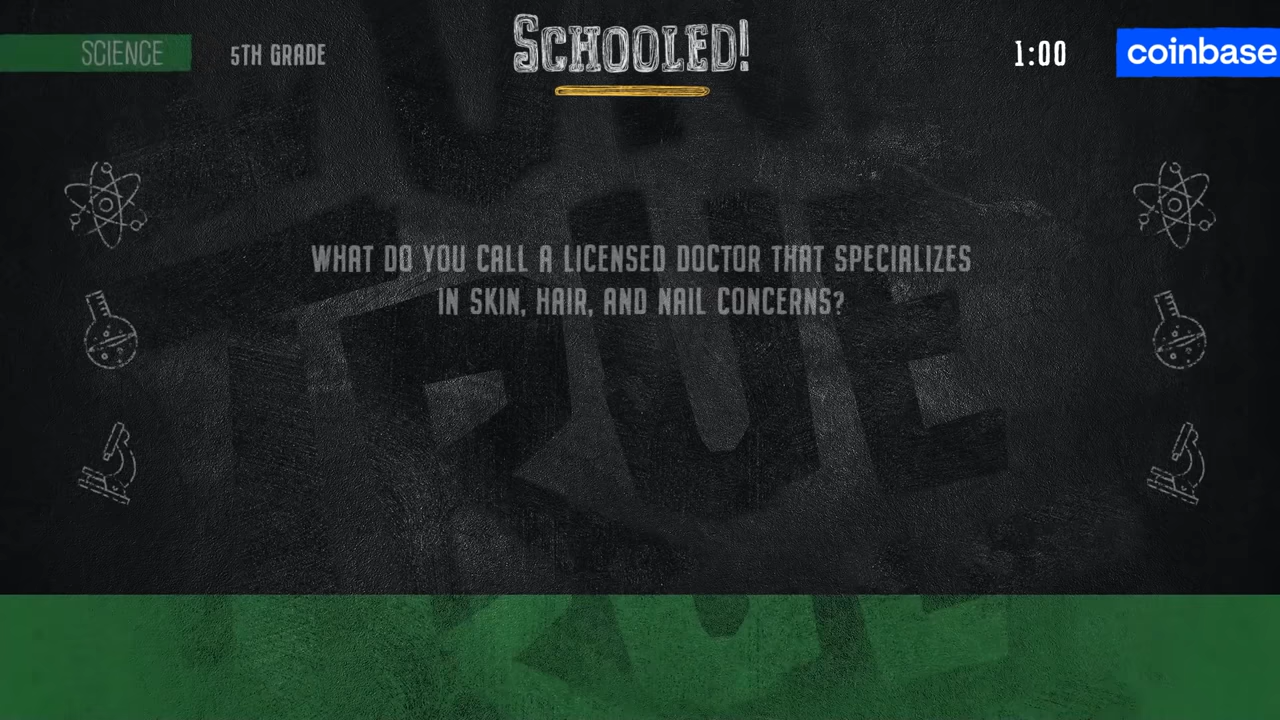 SCIENCE
5TH GRADE
SCHOOLED!
1:00
coinbase
WHAT DO YOU CALL A LICENSED DOCTOR THAT SPECIALIZES
IN SKIN, HAIR, AND NAIL CONCERNS?
TRUE